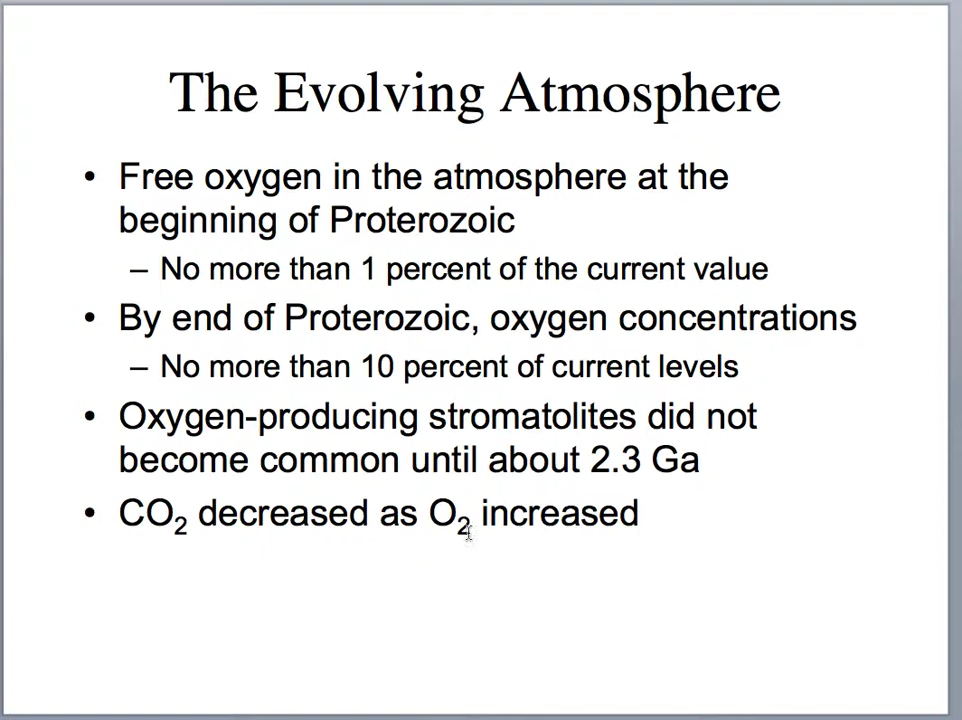 The Evolving Atmosphere
• Free oxygen in the atmosphere at the
beginning of Proterozoic
– No more than 1 percent of the current value
• By end of Proterozoic, oxygen concentrations
– No more than 10 percent of current levels
• Oxygen-producing stromatolites did not
become common until about 2.3 Ga
• CO₂ decreased as O₂ increased